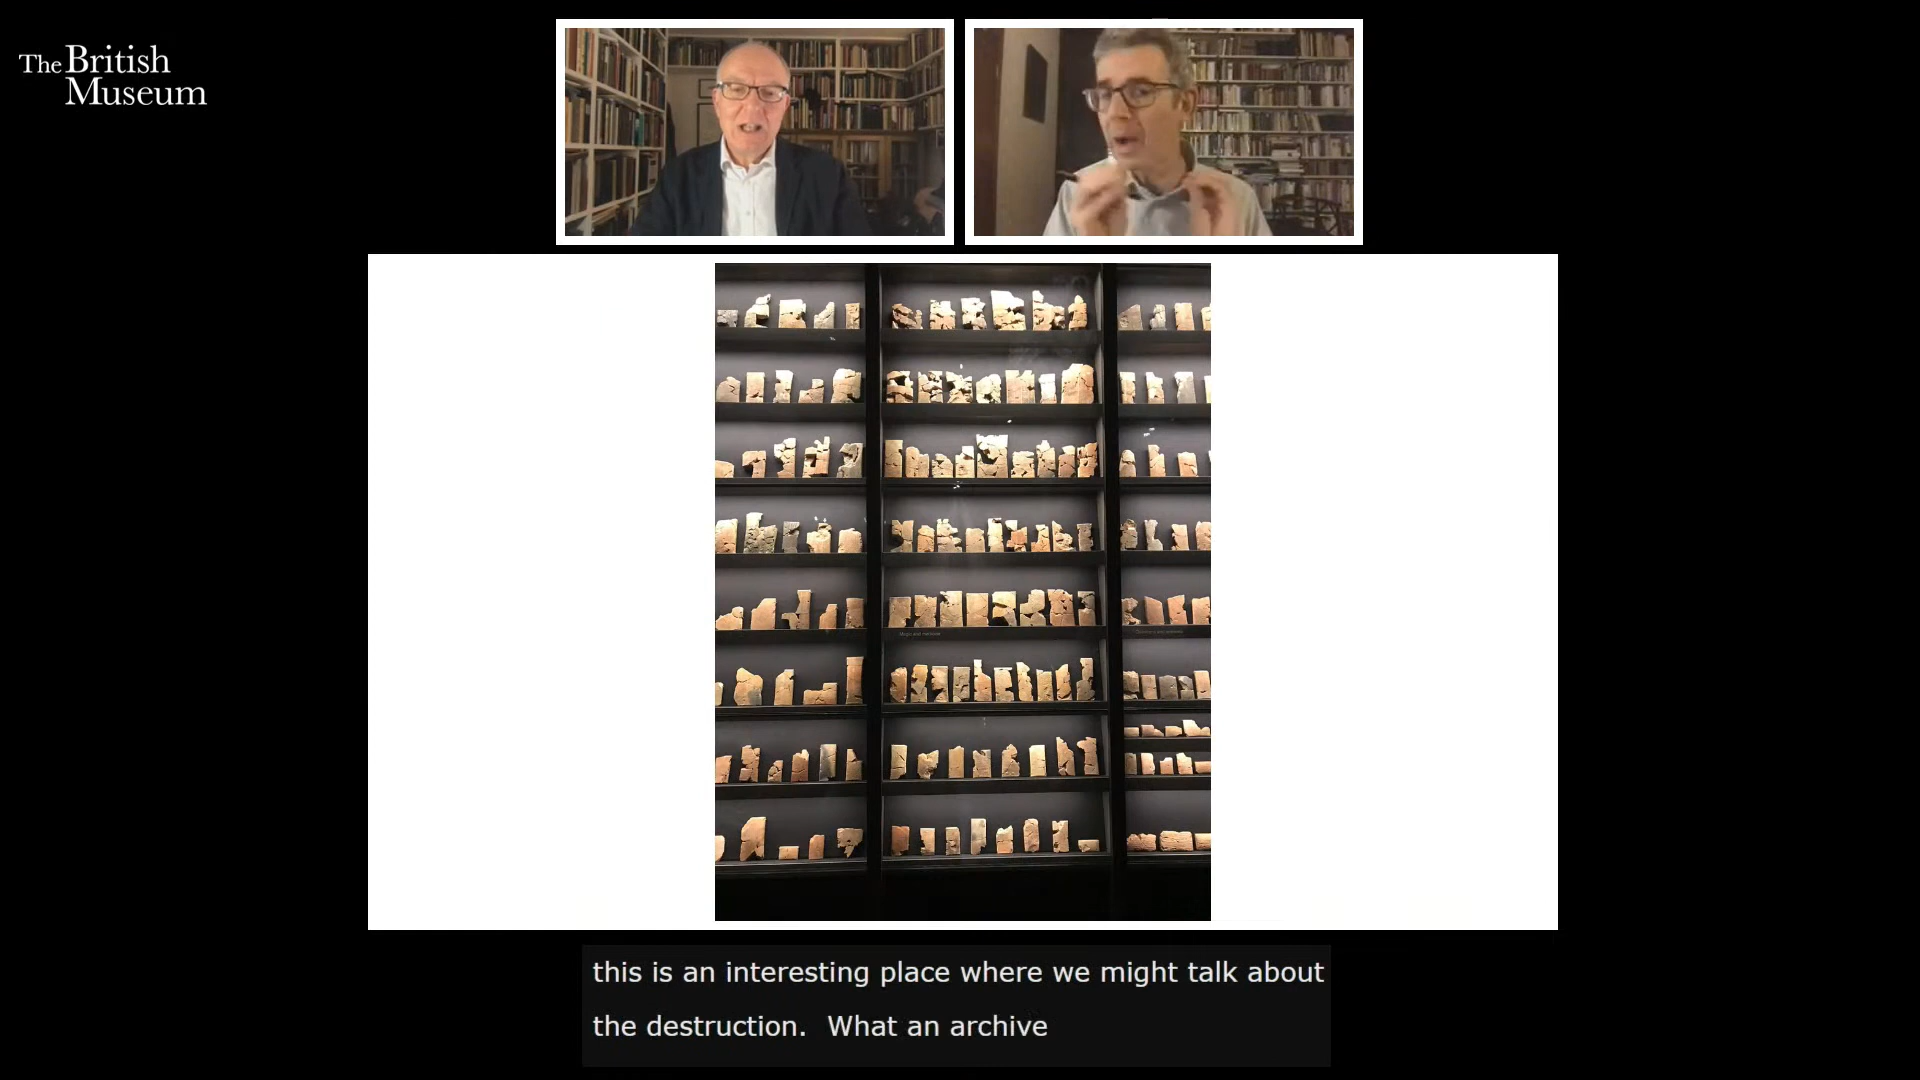 The British
Museum
this is an interesting place where we might talk about
the destruction.  What an archive